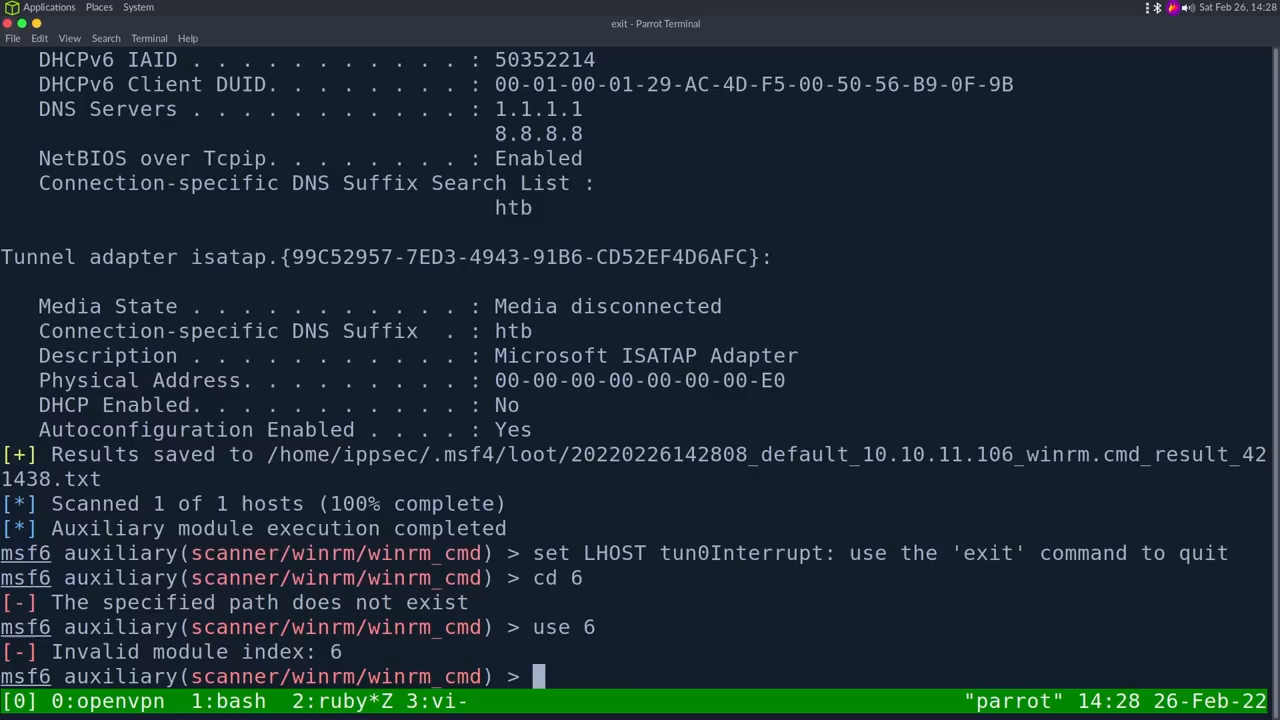 Applications Places System Sat Feb 26, 14:28
exit - Parrot Terminal
File Edit View Search Terminal Help
DHCPv6 IAID . . . . . . . . . . . : 50352214
DHCPv6 Client DUID. . . . . . . . : 00-01-00-01-29-AC-4D-F5-00-50-56-B9-0F-9B
DNS Servers . . . . . . . . . . . : 1.1.1.1
8.8.8.8
NetBIOS over Tcpip. . . . . . . . : Enabled
Connection-specific DNS Suffix Search List :
htb
Tunnel adapter isatap.{99C52957-7ED3-4943-91B6-CD52EF4D6AFC}:
Media State . . . . . . . . . . . : Media disconnected
Connection-specific DNS Suffix  . : htb
Description . . . . . . . . . . . : Microsoft ISATAP Adapter
Physical Address. . . . . . . . . : 00-00-00-00-00-00-00-E0
DHCP Enabled. . . . . . . . . . . : No
Autoconfiguration Enabled . . . . : Yes
[+] Results saved to /home/ippsec/.msf4/loot/20220226142808_default_10.10.11.106_winrm.cmd_result_42
1438.txt
[*] Scanned 1 of 1 hosts (100% complete)
[*] Auxiliary module execution completed
msf6 auxiliary(scanner/winrm/winrm_cmd) > set LHOST tun0Interrupt: use the 'exit' command to quit
msf6 auxiliary(scanner/winrm/winrm_cmd) > cd 6
[-] The specified path does not exist
msf6 auxiliary(scanner/winrm/winrm_cmd) > use 6
[-] Invalid module index: 6
msf6 auxiliary(scanner/winrm/winrm_cmd) >
[0] 0:openvpn  1:bash  2:ruby*Z 3:vi- "parrot" 14:28 26-Feb-22